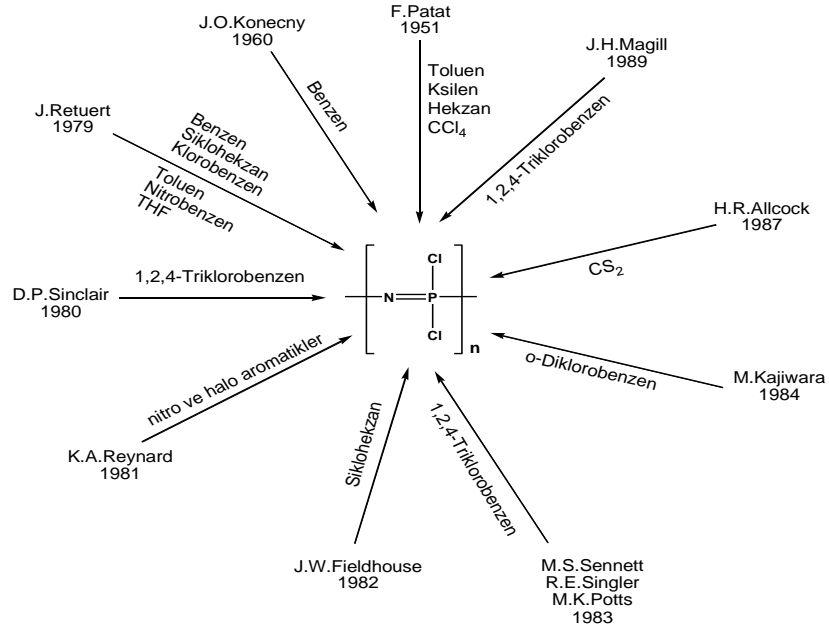 F.Patat
1951
Toluen
Ksilen
Hekzan
CCl4
J.H.Magill
1989
1,2,4-Triklorobenzen
H.R.Allcock
1987
CS2
M.Kajiwara
1984
o-Diklorobenzen
M.S.Sennett
R.E.Singler
M.K.Potts
1983
1,2,4-Triklorobenzen
J.W.Fieldhouse
1982
Siklohekzan
K.A.Reynard
1981
nitro ve halo aromatikler
D.P.Sinclair
1980
1,2,4-Triklorobenzen
J.Retuert
1979
Benzen
Siklohekzan
Klorobenzen
Toluen
Nitrobenzen
THF
J.O.Konecny
1960
Benzen
Cl
N P
Cl
n